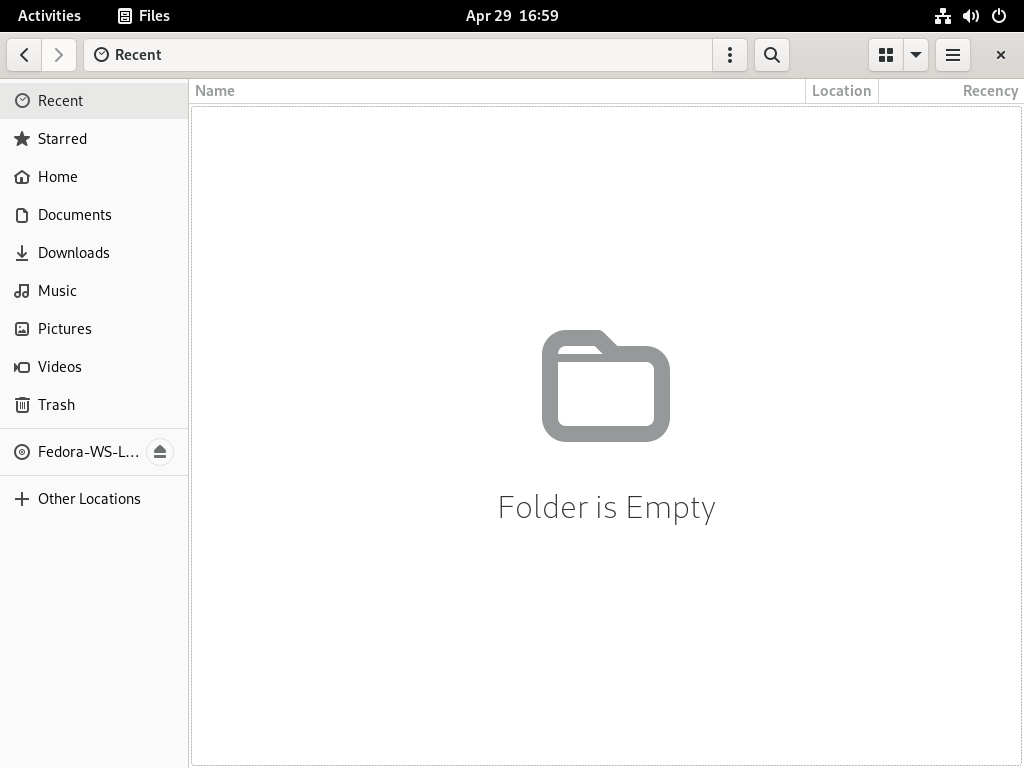 Activities Files Apr 29 16:59
Recent
Name Location Recency
Recent
Starred
Home
Documents
Downloads
Music
Pictures
Videos
Trash
Fedora-WS-L…
Other Locations
Folder is Empty